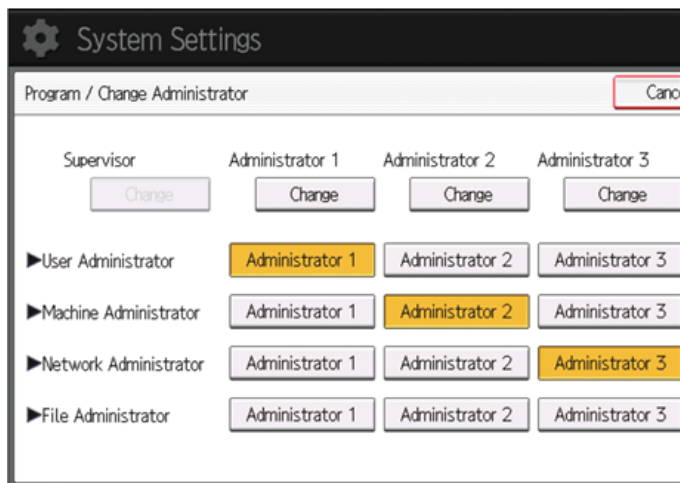 System Settings
Program / Change Administrator Canc
Supervisor Administrator 1 Administrator 2 Administrator 3
Change Change Change Change
▶User Administrator Administrator 1 Administrator 2 Administrator 3
▶Machine Administrator Administrator 1 Administrator 2 Administrator 3
▶Network Administrator Administrator 1 Administrator 2 Administrator 3
▶File Administrator Administrator 1 Administrator 2 Administrator 3